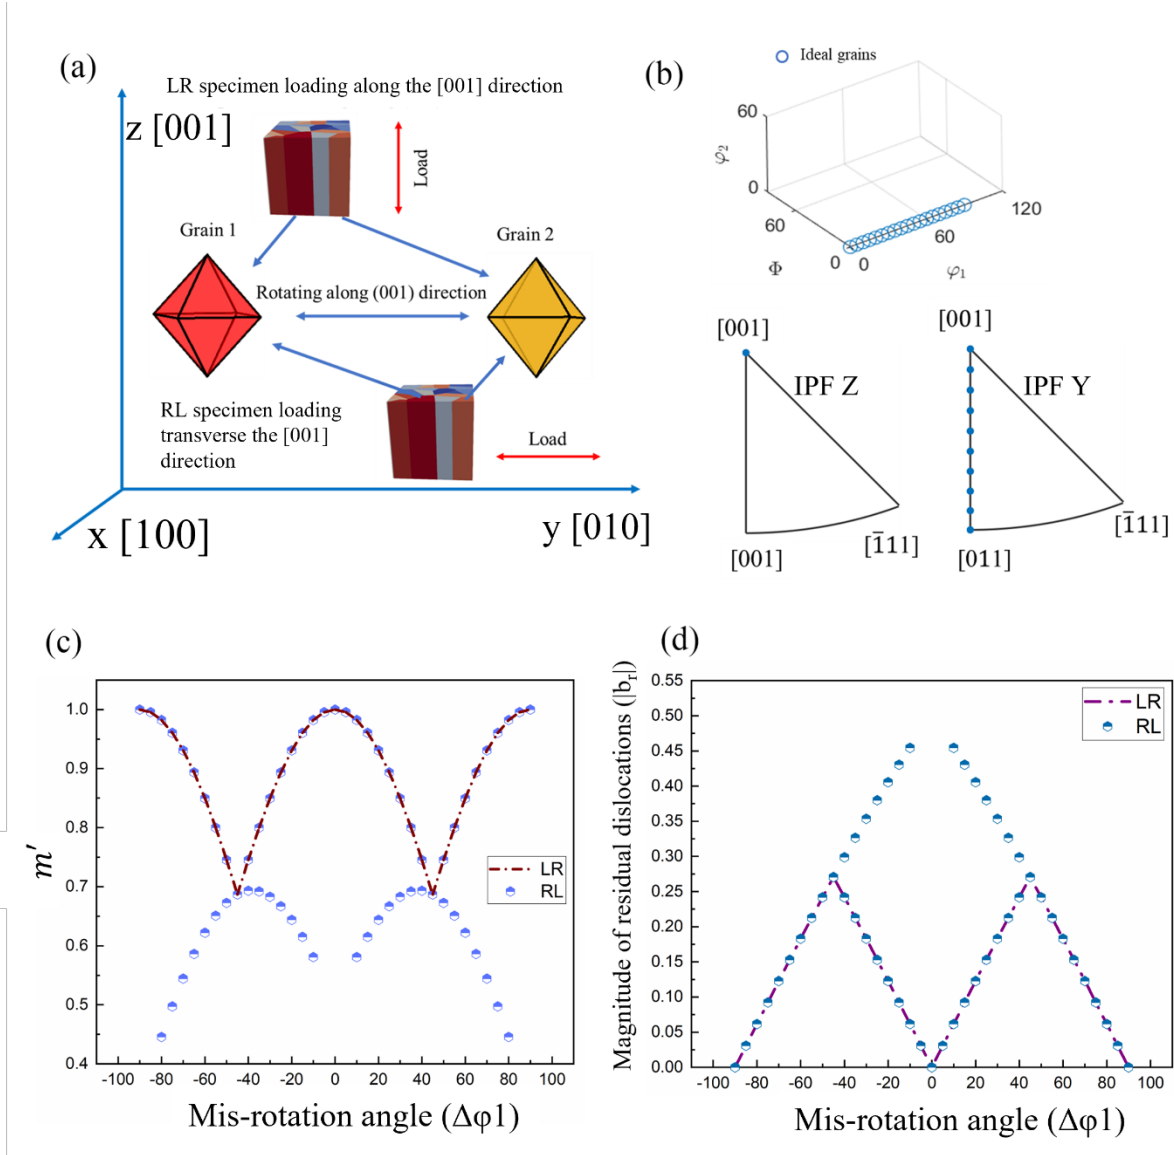 (a)
LR specimen loading along the [001] direction
z [001]
Load
Grain 1
Grain 2
Rotating along (001) direction
RL specimen loading
transverse the [001]
direction
Load
x [100]
y [010]
(b)
Ideal grains
60
φ2
0
60
0
0
60
120
Φ
φ1
[001]
IPF Z
[001]
[1̅11]
[001]
IPF Y
[011]
[1̅11]
(c)
1.0
0.9
0.8
0.7
0.6
0.5
0.4
m′
LR
RL
-100 -80 -60 -40 -20 0 20 40 60 80 100
Mis-rotation angle (Δφ1)
(d)
0.55
0.50
0.45
0.40
0.35
0.30
0.25
0.20
0.15
0.10
0.05
0.00
Magnitude of residual dislocations (|bᵣ|)
LR
RL
-100 -80 -60 -40 -20 0 20 40 60 80 100
Mis-rotation angle (Δφ1)